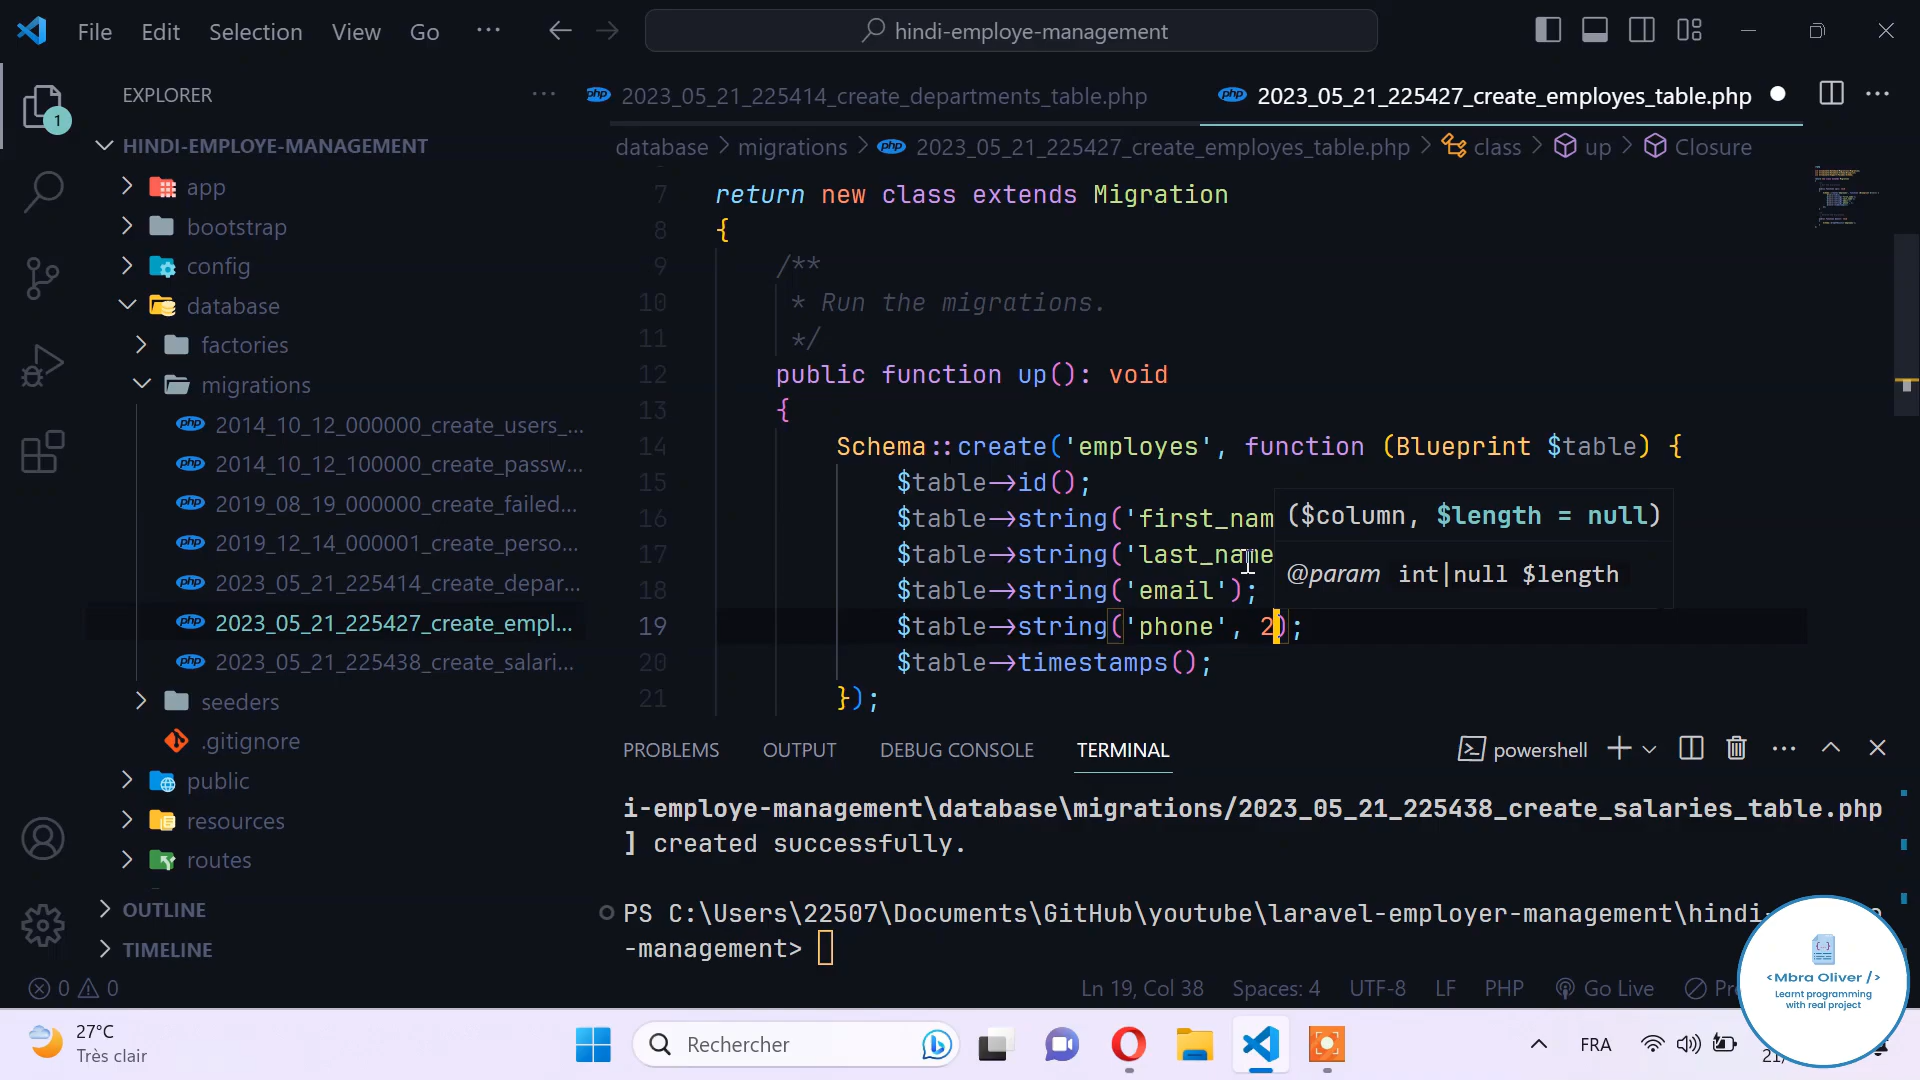 File Edit Selection View Go ··· hindi-employe-management
EXPLORER ···
2023_05_21_225414_create_departments_table.php
2023_05_21_225427_create_employes_table.php
HINDI-EMPLOYE-MANAGEMENT
database > migrations > 2023_05_21_225427_create_employes_table.php > class > up > Closure
1
app
bootstrap
config
database
factories
migrations
2014_10_12_000000_create_users_...
2014_10_12_100000_create_passw...
2019_08_19_000000_create_failed...
2019_12_14_000001_create_perso...
2023_05_21_225414_create_depar...
2023_05_21_225427_create_empl...
2023_05_21_225438_create_salari...
seeders
.gitignore
public
resources
routes
OUTLINE
TIMELINE
7 return new class extends Migration
8 {
9 /**
10 * Run the migrations.
11 */
12 public function up(): void
13 {
14 Schema::create('employes', function (Blueprint $table) {
15 $table->id();
16 $table->string('first_nam
17 $table->string('last_name
18 $table->string('email');
19 $table->string('phone', 2);
20 $table->timestamps();
21 });
($column, $length = null)
@param int|null $length
PROBLEMS OUTPUT DEBUG CONSOLE TERMINAL powershell
i-employe-management\database\migrations/2023_05_21_225438_create_salaries_table.php
] created successfully.
PS C:\Users\22507\Documents\GitHub\youtube\laravel-employer-management\hindi-
-management>
0 0
Ln 19, Col 38 Spaces: 4 UTF-8 LF PHP Go Live
<Mbra Oliver />
Learnt programming
with real project
27°C
Très clair
Rechercher
FRA